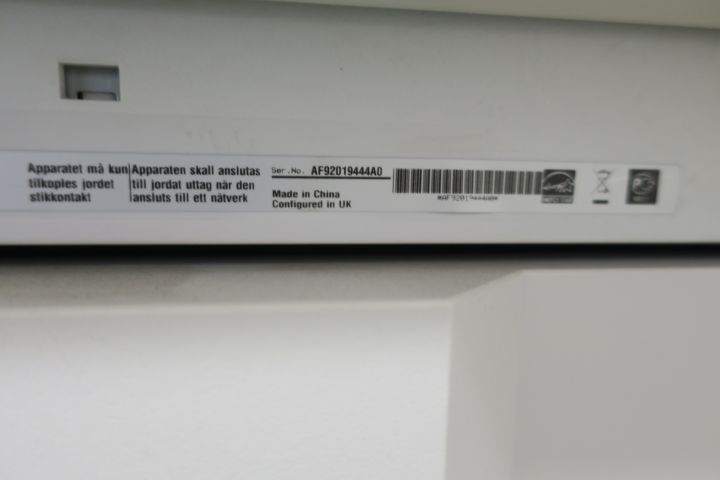 Apparatet må kun
tilkoples jordet
stikkontakt
Apparaten skall anslutas
till jordat uttag när den
ansluts till ett nätverk
Ser.No. AF92019444A0
Made in China
Configured in UK
*AF92019444A0*